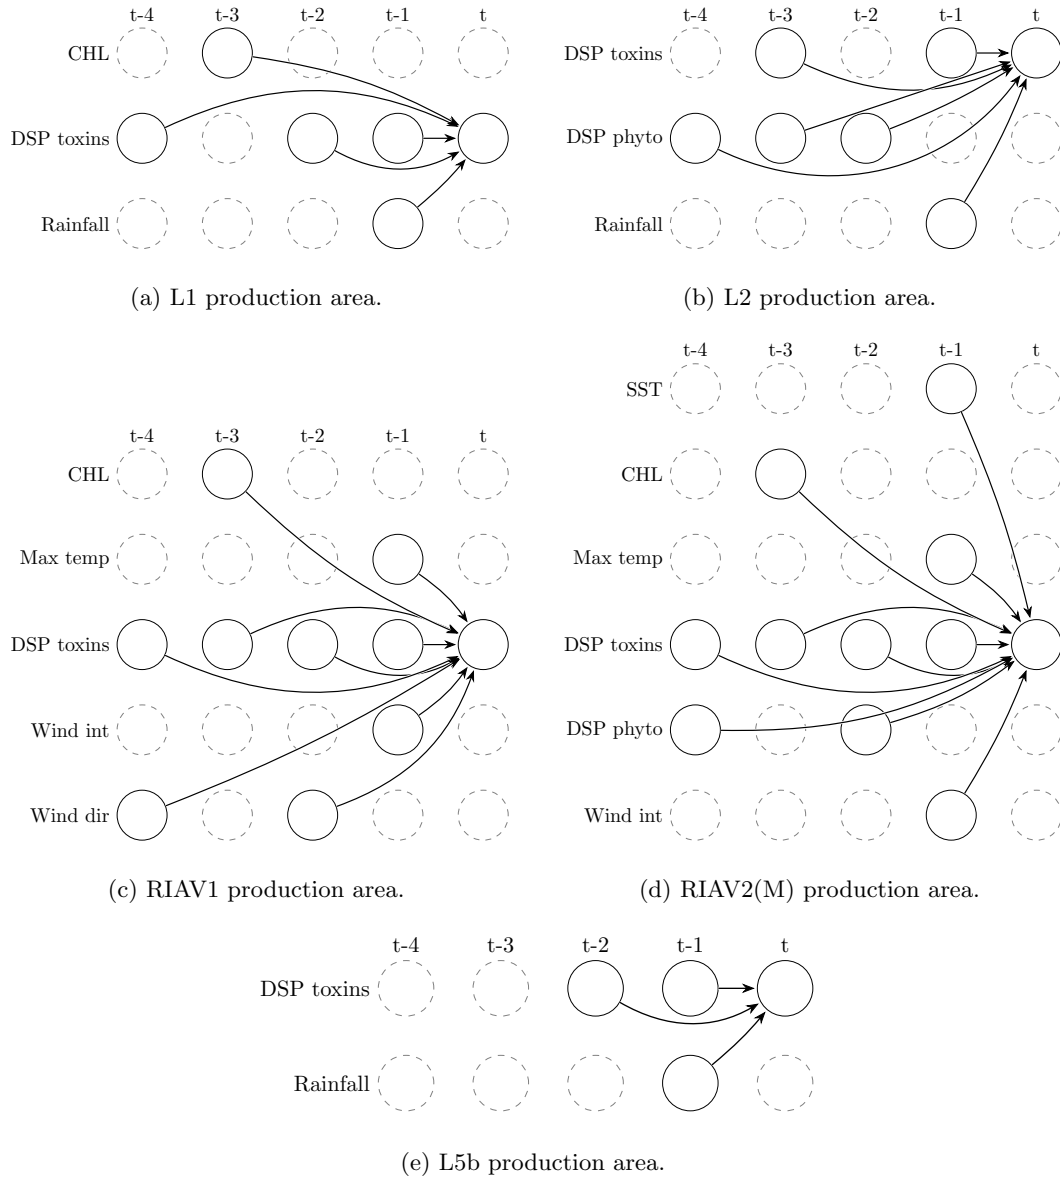 t-4 t-3 t-2 t-1 t
CHL
DSP toxins
Rainfall
(a) L1 production area.
t-4 t-3 t-2 t-1 t
DSP toxins
DSP phyto
Rainfall
(b) L2 production area.
t-4 t-3 t-2 t-1 t
CHL
Max temp
DSP toxins
Wind int
Wind dir
(c) RIAV1 production area.
t-4 t-3 t-2 t-1 t
SST
CHL
Max temp
DSP toxins
DSP phyto
Wind int
(d) RIAV2(M) production area.
t-4 t-3 t-2 t-1 t
DSP toxins
Rainfall
(e) L5b production area.